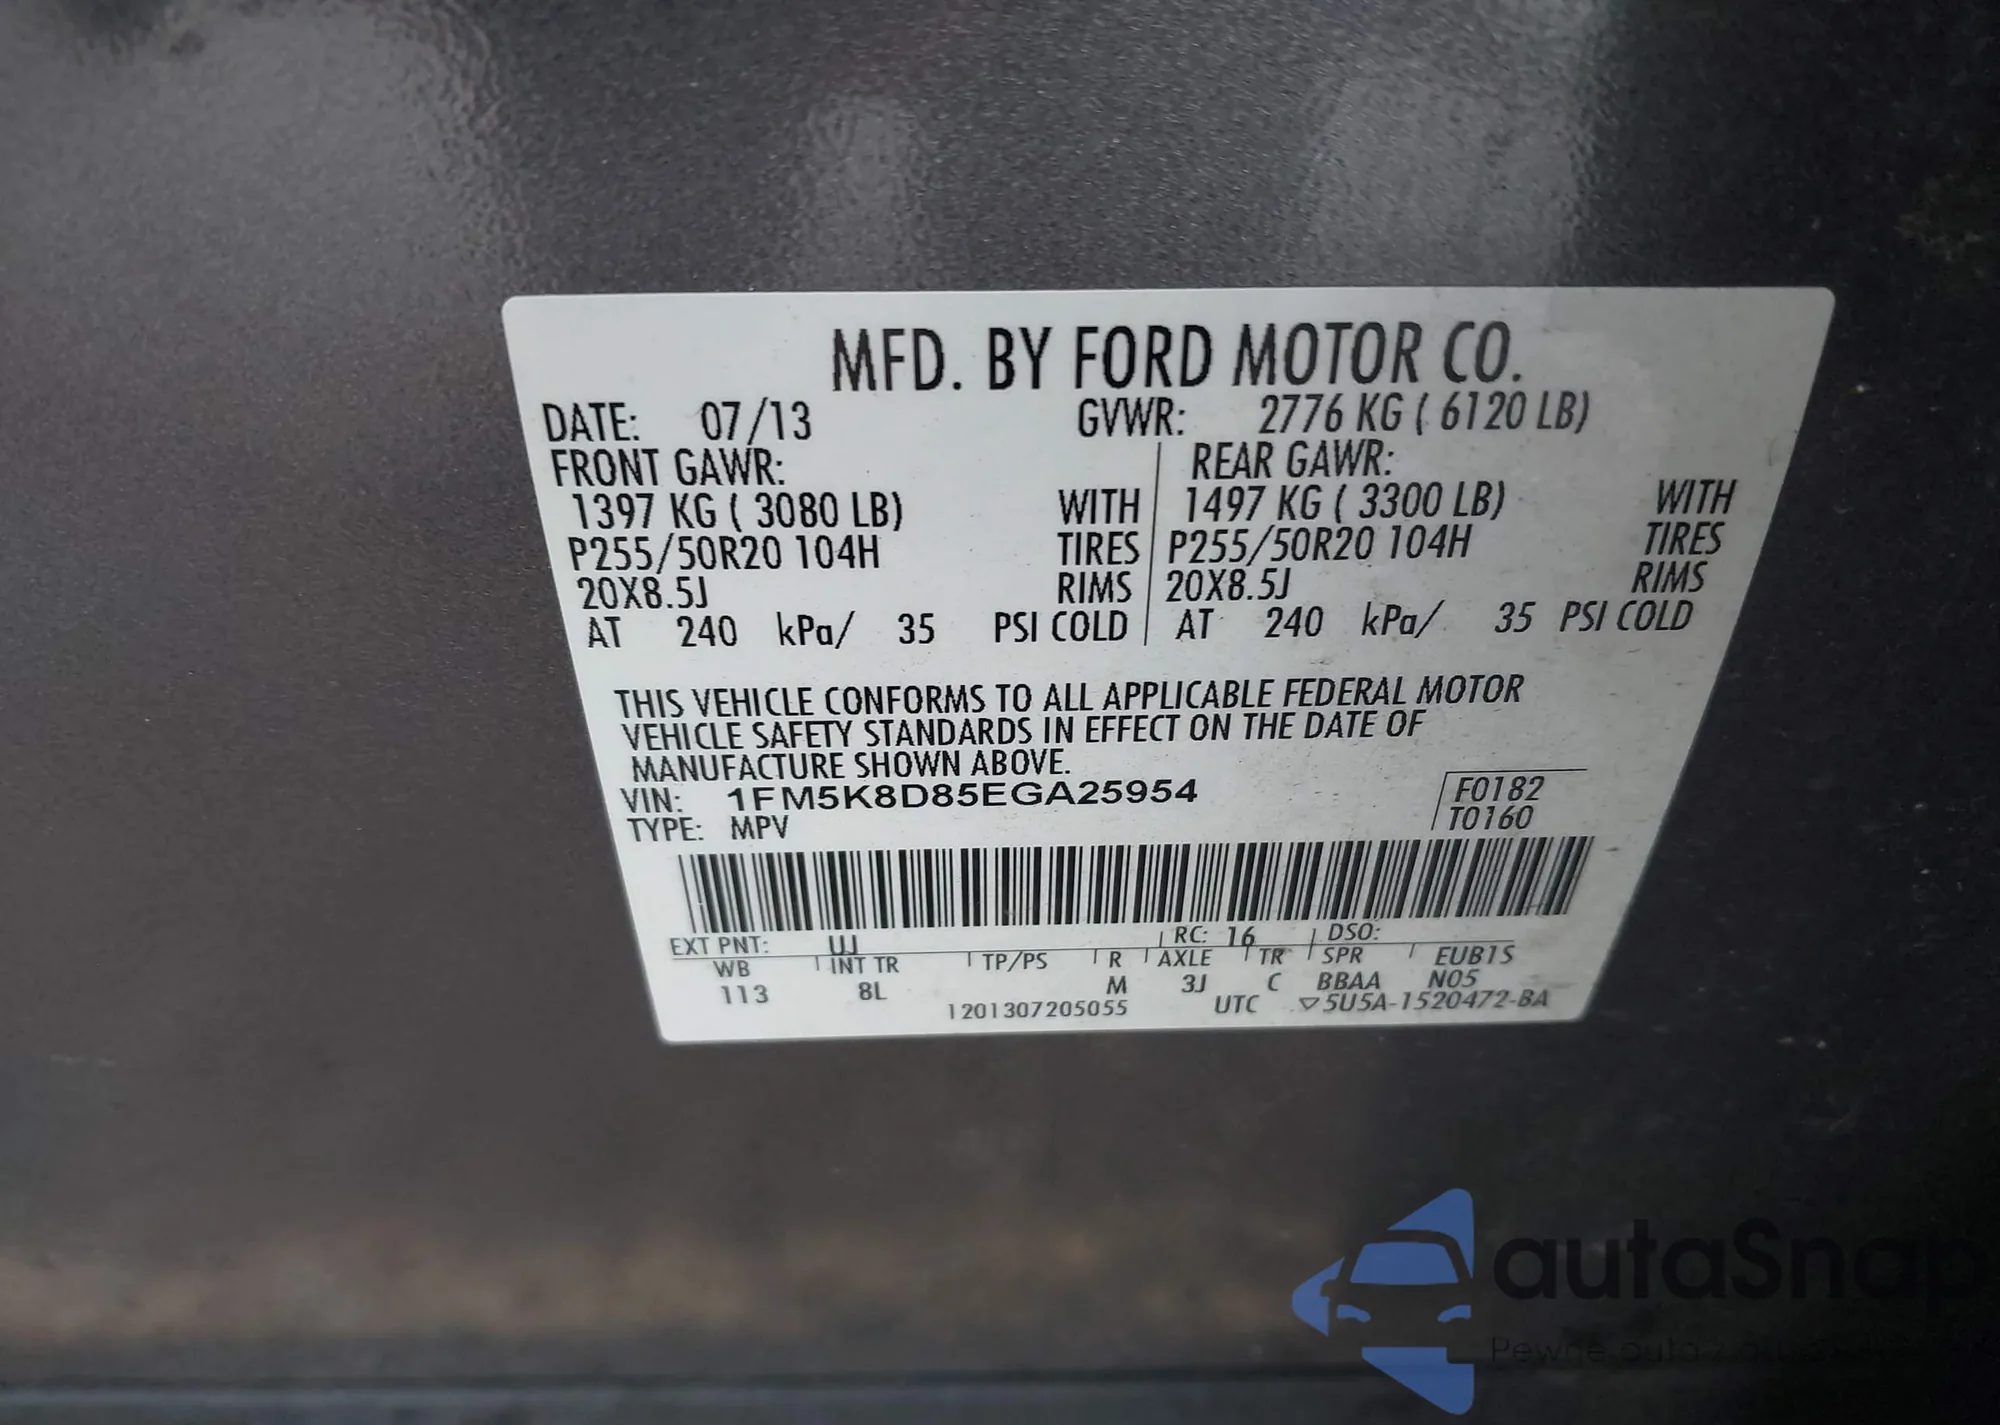 MFD. BY FORD MOTOR CO.
DATE: 07/13 GVWR: 2776 KG ( 6120 LB)
FRONT GAWR: REAR GAWR:
1397 KG ( 3080 LB) WITH 1497 KG ( 3300 LB) WITH
P255/50R20 104H TIRES P255/50R20 104H TIRES
20X8.5J RIMS 20X8.5J RIMS
AT 240 kPa/ 35 PSI COLD AT 240 kPa/ 35 PSI COLD
THIS VEHICLE CONFORMS TO ALL APPLICABLE FEDERAL MOTOR
VEHICLE SAFETY STANDARDS IN EFFECT ON THE DATE OF
MANUFACTURE SHOWN ABOVE.
VIN: 1FM5K8D85EGA25954 F0182
TYPE: MPV T0160
EXT PNT: UJ RC: 16 DSO:
WB INT TR TP/PS R AXLE TR SPR EUB1S
113 8L M 3J C BBAA N05
1201307205055 UTC ▽5U5A-1520472-BA
autaSnap
Pewne auta z